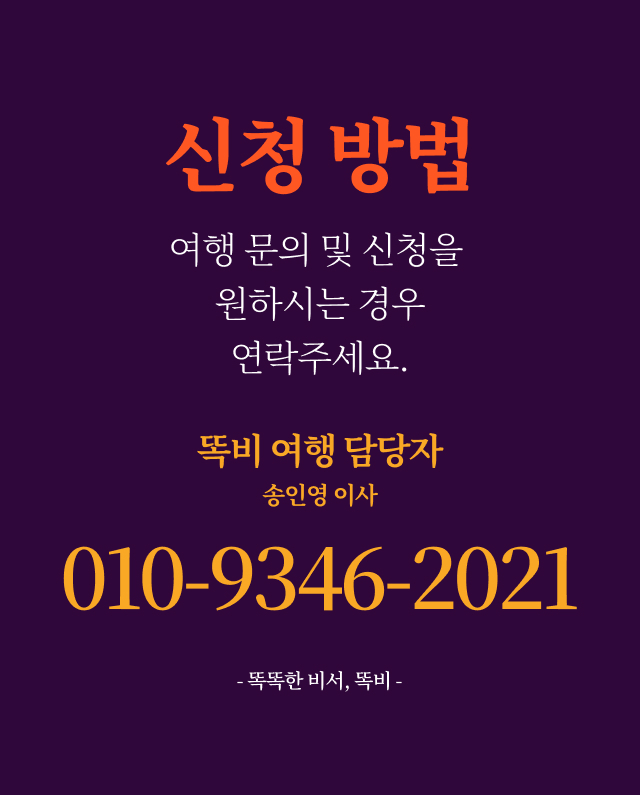 신청 방법
여행 문의 및 신청을
원하시는 경우
연락주세요.
똑비 여행 담당자
송인영 이사
010-9346-2021
- 똑똑한 비서, 똑비 -